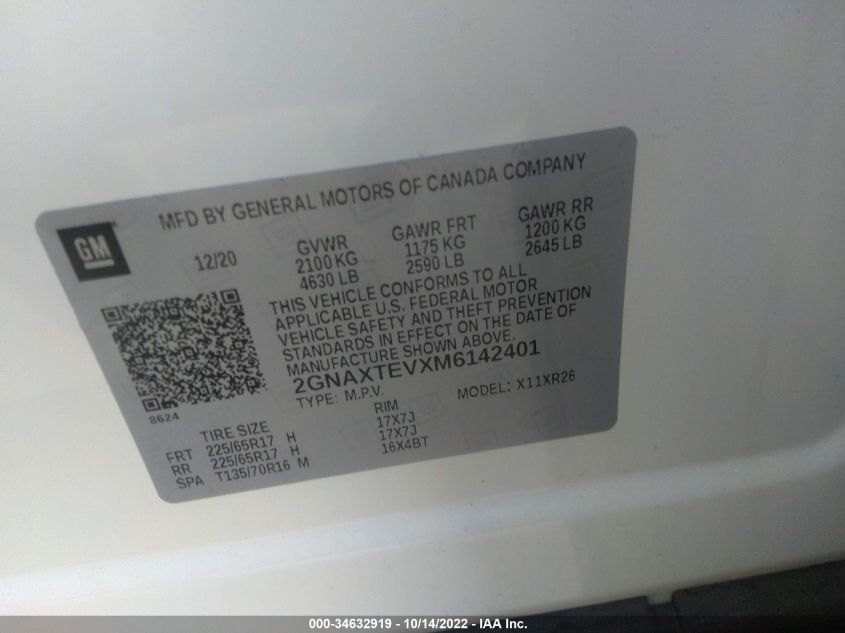 MFD BY GENERAL MOTORS OF CANADA COMPANY
GM
12/20
GVWR
2100 KG
4630 LB
GAWR FRT
1175 KG
2590 LB
GAWR RR
1200 KG
2645 LB
THIS VEHICLE CONFORMS TO ALL
APPLICABLE U.S. FEDERAL MOTOR
VEHICLE SAFETY AND THEFT PREVENTION
STANDARDS IN EFFECT ON THE DATE OF
MANUFACTURE SHOWN ABOVE.
2GNAXTEVXM6142401
TYPE: M.P.V. MODEL: X11XR26
8624
TIRE SIZE RIM
FRT 225/65R17 H 17X7J
RR 225/65R17 H 17X7J
SPA T135/70R16 M 16X4BT
000-34632919 - 10/14/2022 - IAA Inc.